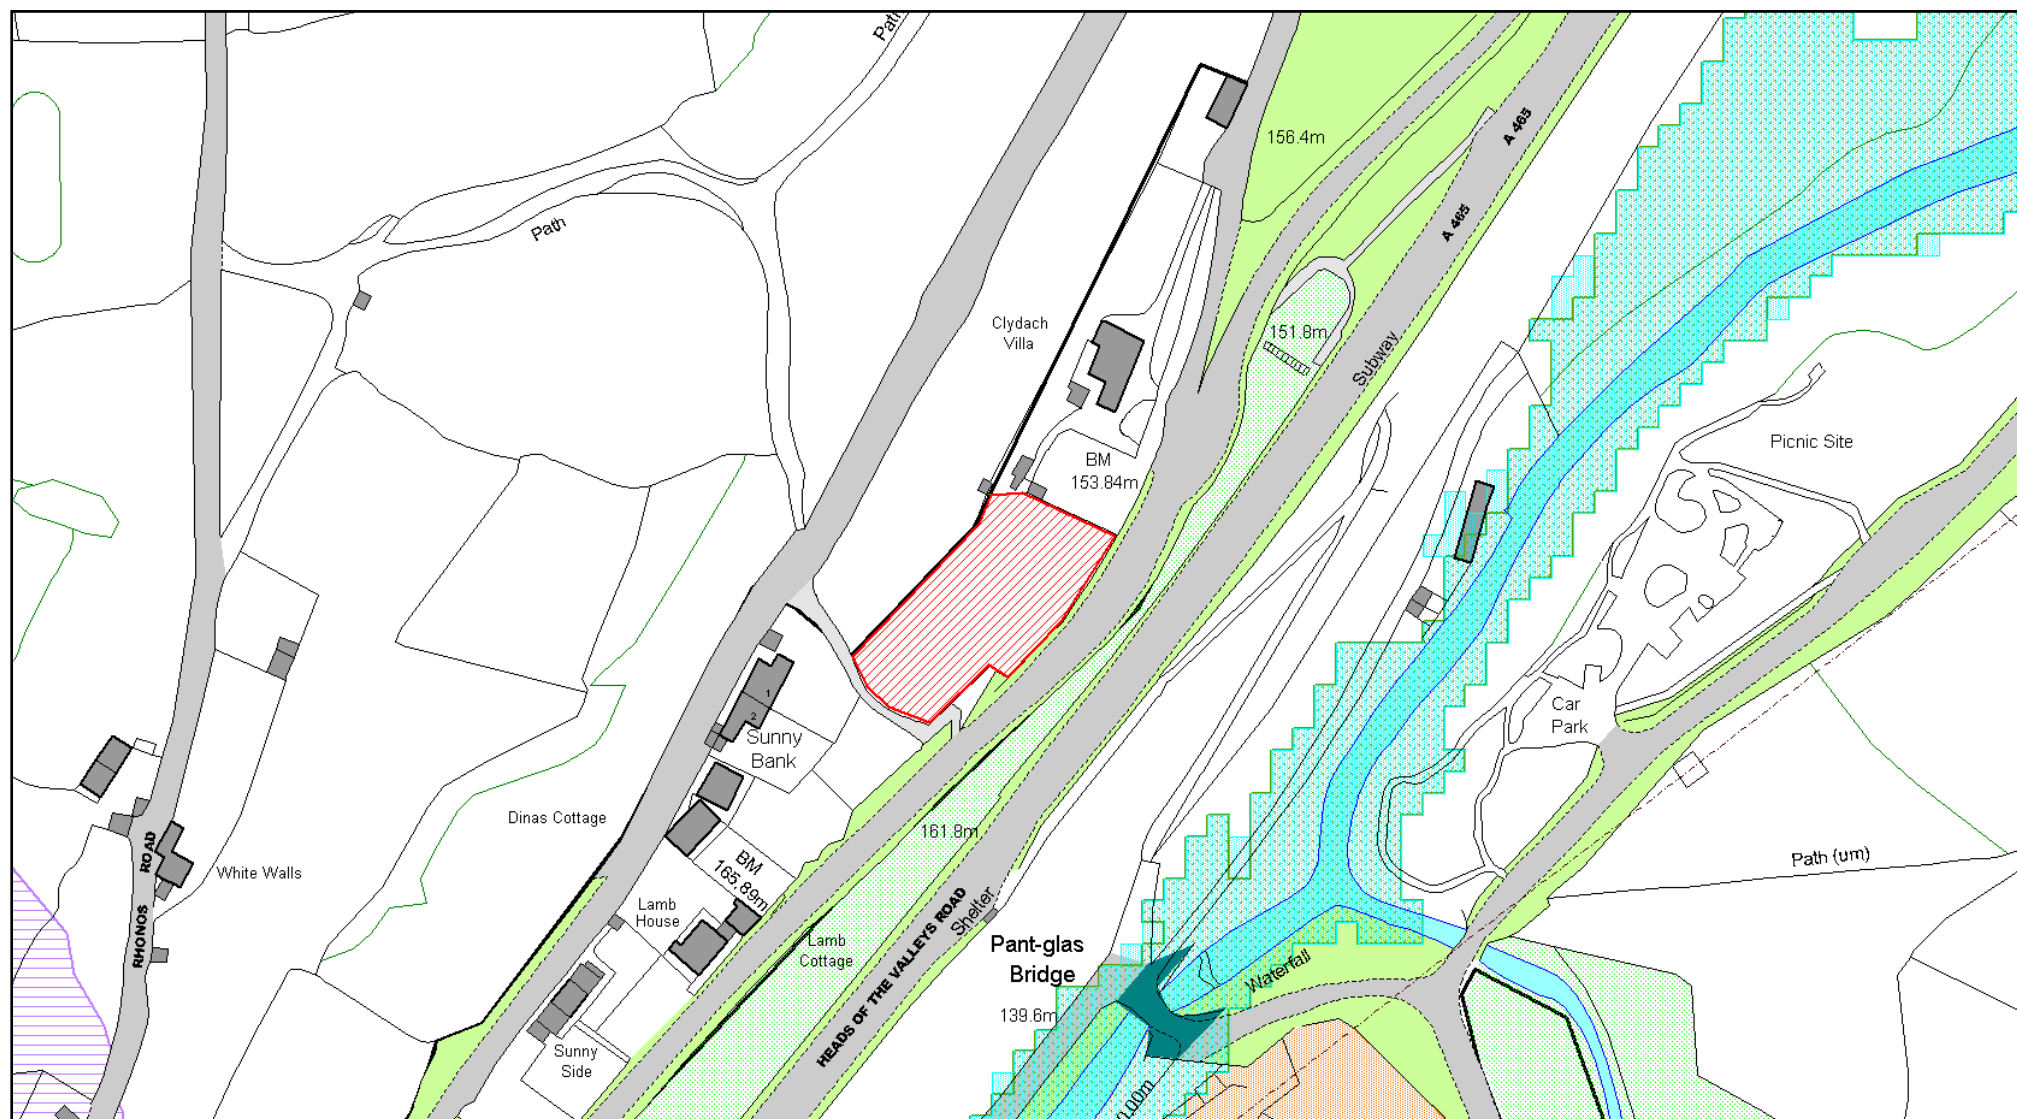 Path
156.4m
A 465
A 465
Path
Clydach
Villa
151.8m
Subway
BM
153.84m
Picnic Site
1
2
Sunny
Bank
Car
Park
Dinas Cottage
161.8m
BM
165.89m
White Walls
RHONOS ROAD
Lamb
House
Lamb
Cottage
HEADS OF THE VALLEYS ROAD
Shelter
Path (um)
Pant-glas
Bridge
Waterfall
139.6m
Sunny
Side